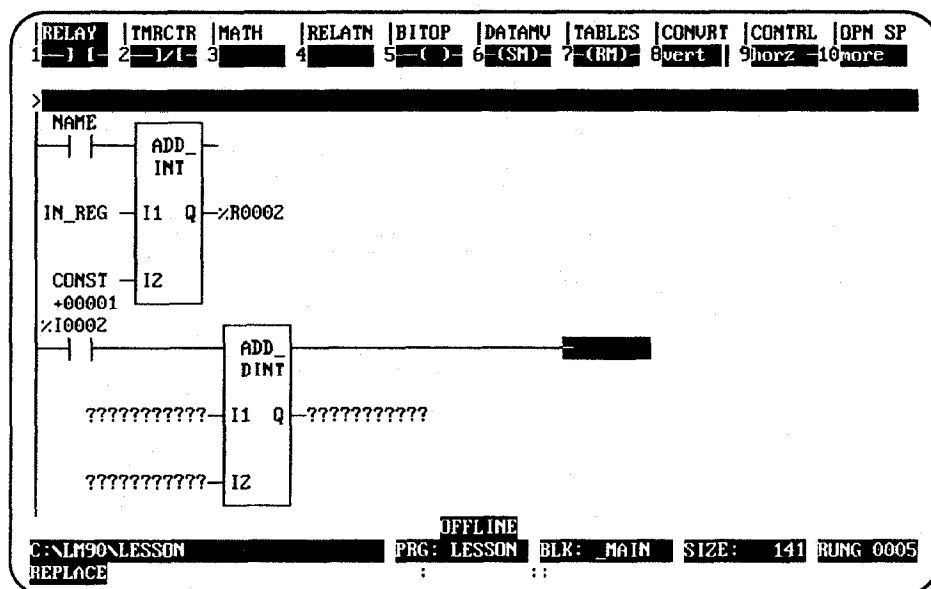 RELAY |TMRCTR |MATH |RELATN |BITOP |DATAMV |TABLES |CONVRT |CONTRL |OPN SP
1—] [— 2—]/[— 3 4 5—( )— 6—(SM)— 7—(RM)— 8vert | 9horz —10more
>
NAME
ADD_
INT
IN_REG I1 Q %R0002
CONST I2
+00001
%I0002
ADD_
DINT
??????????? I1 Q ???????????
??????????? I2
OFFLINE
C:\LM90\LESSON PRG: LESSON BLK: _MAIN SIZE: 141 RUNG 0005
REPLACE : ::